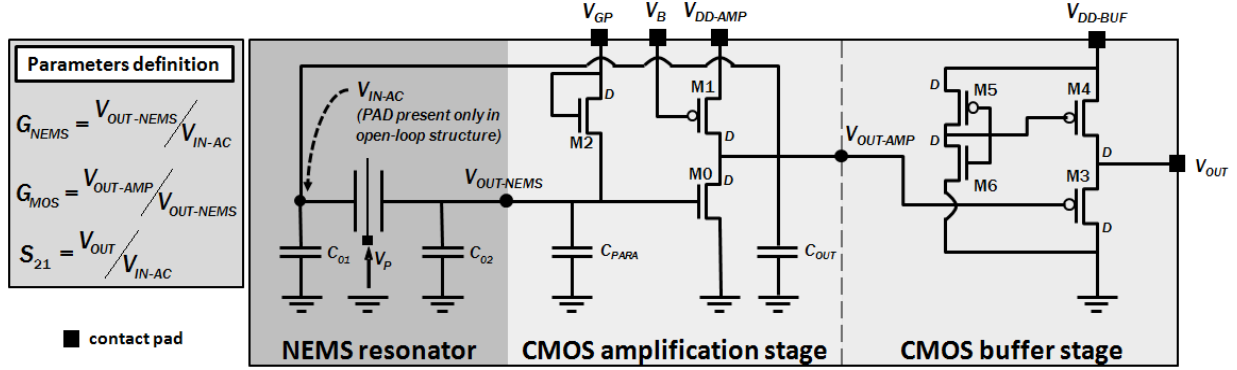 Parameters definition
G_NEMS = V_OUT-NEMS / V_IN-AC
G_MOS = V_OUT-AMP / V_OUT-NEMS
S_21 = V_OUT / V_IN-AC
contact pad
V_GP
V_B
V_DD-AMP
V_DD-BUF
V_IN-AC
(PAD present only in
open-loop structure)
D
M1
M2
D
V_OUT-NEMS
M0
D
V_OUT-AMP
D
M5
M4
D
M6
D
D
M3
D
V_OUT
C_01
V_P
C_02
C_PARA
C_OUT
NEMS resonator
CMOS amplification stage
CMOS buffer stage